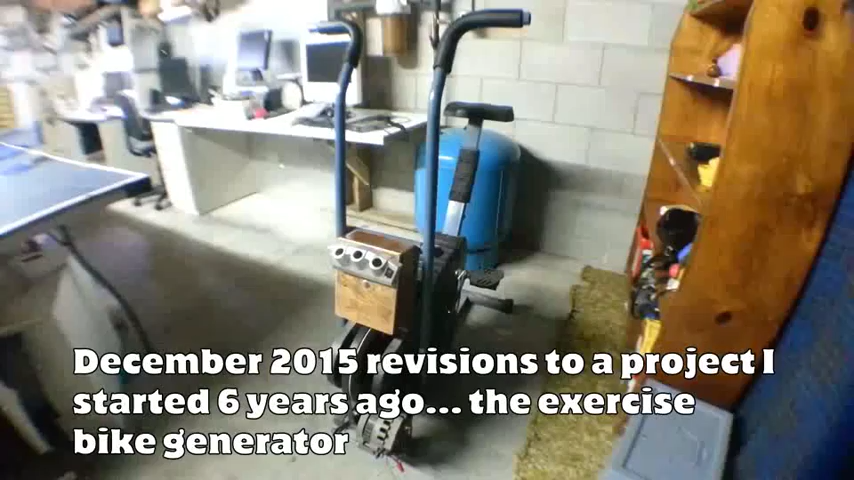 December 2015 revisions to a project I
started 6 years ago... the exercise
bike generator